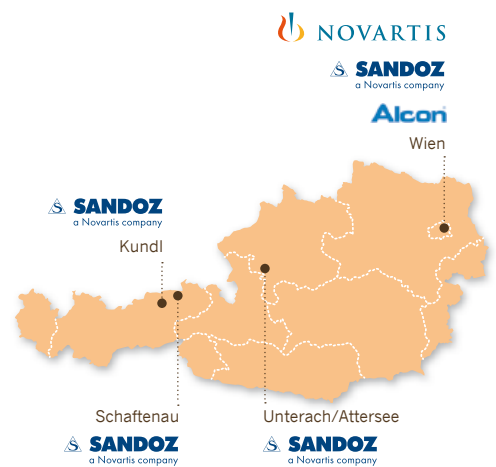 NOVARTIS
S SANDOZ
a Novartis company
Alcon
Wien
S SANDOZ
a Novartis company
Kundl
Schaftenau
S SANDOZ
a Novartis company
Unterach/Attersee
S SANDOZ
a Novartis company